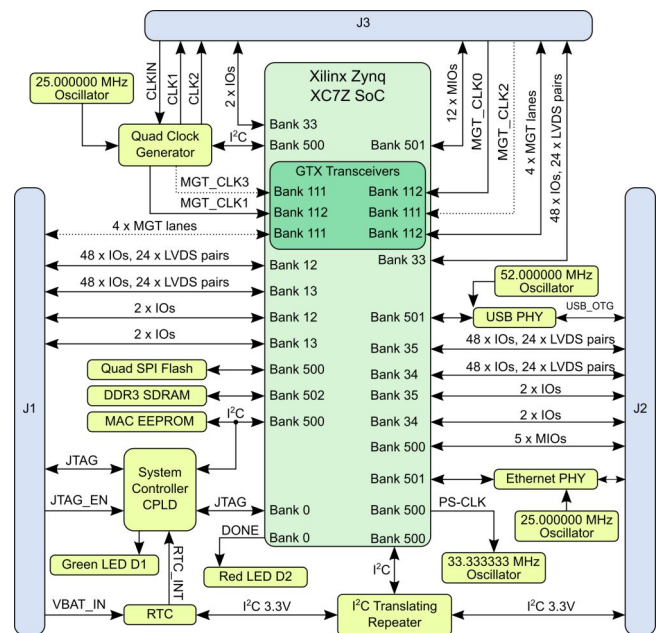 J3
25.000000 MHz
Oscillator
CLKIN
CLK1
CLK2
2 x IOs
Xilinx Zynq
XC7Z SoC
12 x MIOs
MGT_CLK0
MGT_CLK2
4 x MGT lanes
48 x IOs, 24 x LVDS pairs
Quad Clock
Generator
I²C
Bank 33
Bank 500
Bank 501
GTX Transceivers
MGT_CLK3
Bank 111
Bank 112
MGT_CLK1
Bank 112
Bank 111
4 x MGT lanes
Bank 111
Bank 112
48 x IOs, 24 x LVDS pairs
Bank 12
Bank 33
48 x IOs, 24 x LVDS pairs
Bank 13
52.000000 MHz
Oscillator
2 x IOs
Bank 12
Bank 501
USB PHY
USB_OTG
2 x IOs
Bank 13
Bank 35
48 x IOs, 24 x LVDS pairs
Quad SPI Flash
Bank 500
Bank 34
48 x IOs, 24 x LVDS pairs
DDR3 SDRAM
Bank 502
Bank 35
2 x IOs
MAC EEPROM
I²C
Bank 500
Bank 34
2 x IOs
J1
J2
Bank 500
5 x MIOs
JTAG
System
Controller
CPLD
Bank 501
Ethernet PHY
JTAG_EN
JTAG
Bank 0
Bank 500
PS-CLK
25.000000 MHz
Oscillator
DONE
Bank 0
Bank 500
Green LED D1
RTC_INT
Red LED D2
I²C
33.333333 MHz
Oscillator
VBAT_IN
RTC
I²C 3.3V
I²C Translating
Repeater
I²C 3.3V